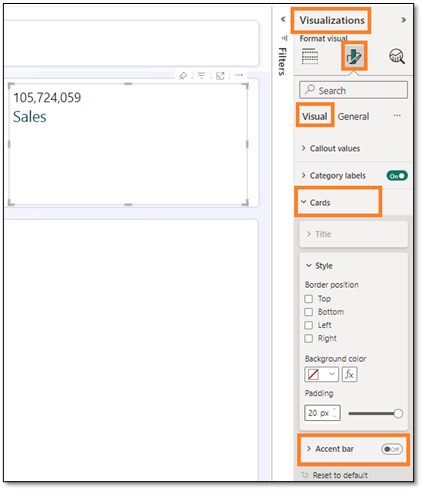 105,724,059
Sales
Filters
Visualizations
Format visual
Search
Visual General
Callout values
Category labels On
Cards
Title
Style
Border position
Top
Bottom
Left
Right
Background color
fx
Padding
20 px
Accent bar Off
Reset to default